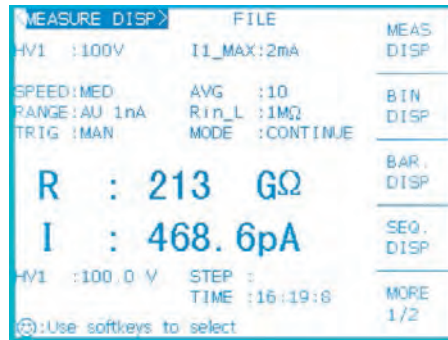 <MEASURE DISP> FILE
HV1 :100V I1_MAX:2mA
SPEED:MED AVG :10
RANGE:AU 1nA Rin_L :1MΩ
TRIG :MAN MODE :CONTINUE
R : 213 GΩ
I : 468.6pA
HV1 :100.0 V STEP :
TIME :16:19:8
:Use softkeys to select
MEAS
DISP
BIN
DISP
BAR.
DISP
SEQ.
DISP
MORE
1/2